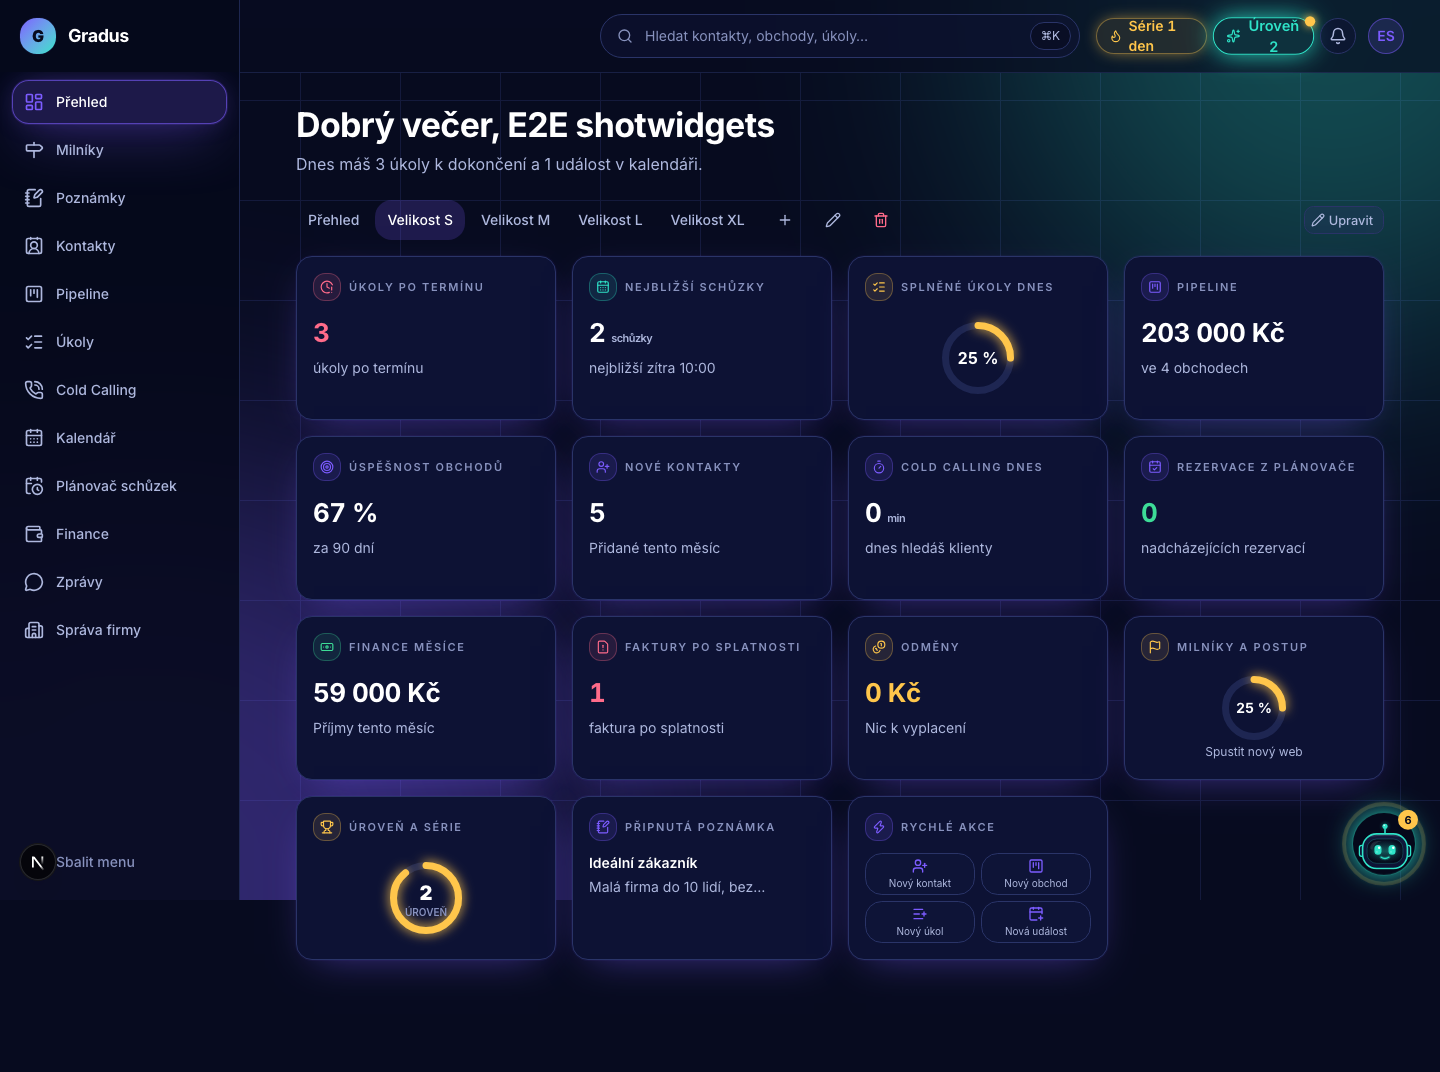 G Gradus
Hledat kontakty, obchody, úkoly...
⌘K
Série 1
den
Úroveň
2
ES
Přehled
Milníky
Poznámky
Kontakty
Pipeline
Úkoly
Cold Calling
Kalendář
Plánovač schůzek
Finance
Zprávy
Správa firmy
N Sbalit menu
Dobrý večer, E2E shotwidgets
Dnes máš 3 úkoly k dokončení a 1 událost v kalendáři.
Přehled Velikost S Velikost M Velikost L Velikost XL
Upravit
ÚKOLY PO TERMÍNU
3
úkoly po termínu
NEJBLIŽŠÍ SCHŮZKY
2 schůzky
nejbližší zítra 10:00
SPLNĚNÉ ÚKOLY DNES
25 %
PIPELINE
203 000 Kč
ve 4 obchodech
ÚSPĚŠNOST OBCHODŮ
67 %
za 90 dní
NOVÉ KONTAKTY
5
Přidané tento měsíc
COLD CALLING DNES
0 min
dnes hledáš klienty
REZERVACE Z PLÁNOVAČE
0
nadcházejících rezervací
FINANCE MĚSÍCE
59 000 Kč
Příjmy tento měsíc
FAKTURY PO SPLATNOSTI
1
faktura po splatnosti
ODMĚNY
0 Kč
Nic k vyplacení
MILNÍKY A POSTUP
25 %
Spustit nový web
ÚROVEŇ A SÉRIE
2
ÚROVEŇ
PŘIPNUTÁ POZNÁMKA
Ideální zákazník
Malá firma do 10 lidí, bez...
RYCHLÉ AKCE
Nový kontakt
Nový obchod
Nový úkol
Nová událost
6